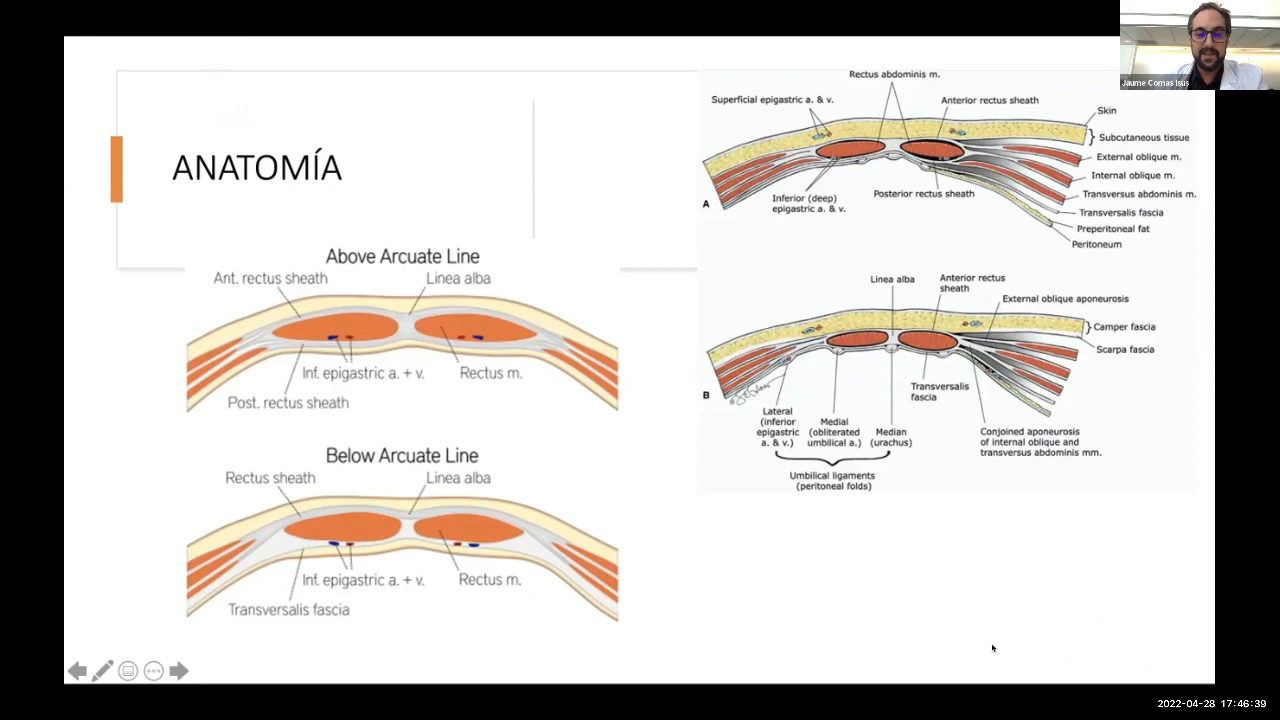 Jaume Comas Isus
ANATOMÍA
Above Arcuate Line
Ant. rectus sheath
Linea alba
Inf. epigastric a. + v.
Rectus m.
Post. rectus sheath
Below Arcuate Line
Rectus sheath
Linea alba
Inf. epigastric a. + v.
Rectus m.
Transversalis fascia
Rectus abdominis m.
Superficial epigastric a. & v.
Anterior rectus sheath
Skin
Subcutaneous tissue
External oblique m.
Internal oblique m.
Transversus abdominis m.
Transversalis fascia
Preperitoneal fat
Peritoneum
Posterior rectus sheath
Inferior (deep)
epigastric a. & v.
A
Linea alba
Anterior rectus
sheath
External oblique aponeurosis
Camper fascia
Scarpa fascia
Transversalis
fascia
B
Lateral
(inferior
epigastric
a. & v.)
Medial
(obliterated
umbilical a.)
Median
(urachus)
Conjoined aponeurosis
of internal oblique and
transversus abdominis mm.
Umbilical ligaments
(peritoneal folds)
2022-04-28 17:46:39